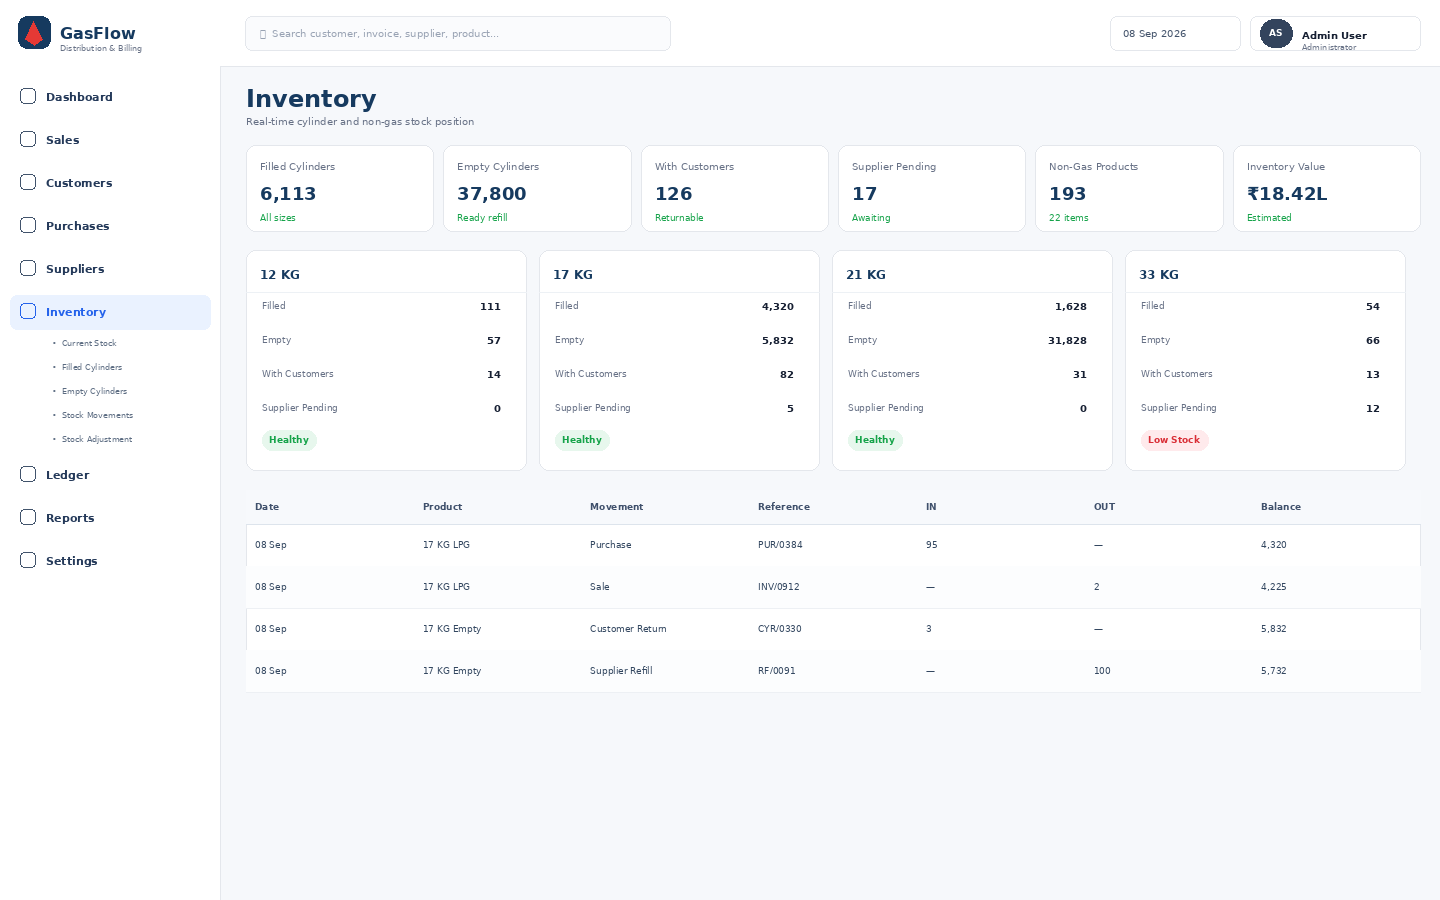 GasFlow
Distribution & Billing
Search customer, invoice, supplier, product...
08 Sep 2026
AS
Admin User
Administrator
Dashboard
Sales
Customers
Purchases
Suppliers
Inventory
• Current Stock
• Filled Cylinders
• Empty Cylinders
• Stock Movements
• Stock Adjustment
Ledger
Reports
Settings
Inventory
Real-time cylinder and non-gas stock position
Filled Cylinders
6,113
All sizes
Empty Cylinders
37,800
Ready refill
With Customers
126
Returnable
Supplier Pending
17
Awaiting
Non-Gas Products
193
22 items
Inventory Value
₹18.42L
Estimated
12 KG
Filled 111
Empty 57
With Customers 14
Supplier Pending 0
Healthy
17 KG
Filled 4,320
Empty 5,832
With Customers 82
Supplier Pending 5
Healthy
21 KG
Filled 1,628
Empty 31,828
With Customers 31
Supplier Pending 0
Healthy
33 KG
Filled 54
Empty 66
With Customers 13
Supplier Pending 12
Low Stock
Date Product Movement Reference IN OUT Balance
08 Sep 17 KG LPG Purchase PUR/0384 95 — 4,320
08 Sep 17 KG LPG Sale INV/0912 — 2 4,225
08 Sep 17 KG Empty Customer Return CYR/0330 3 — 5,832
08 Sep 17 KG Empty Supplier Refill RF/0091 — 100 5,732